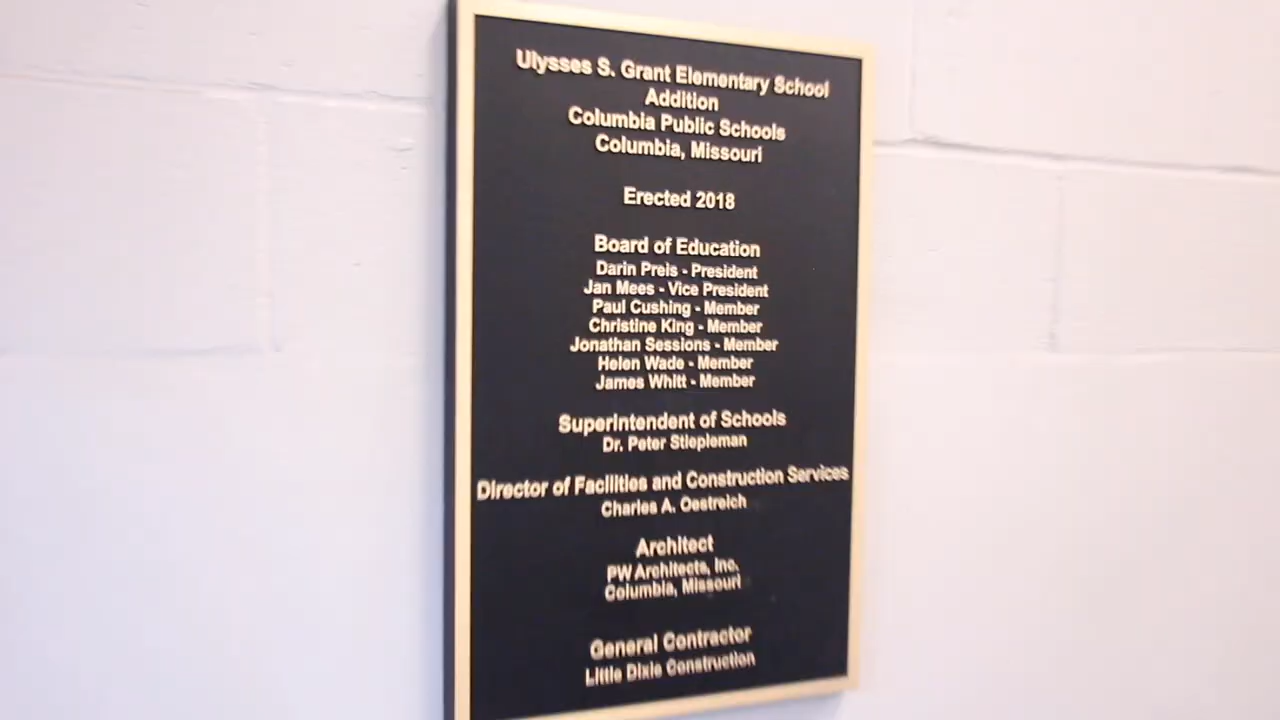 Ulysses S. Grant Elementary School
Addition
Columbia Public Schools
Columbia, Missouri
Erected 2018
Board of Education
Darin Preis - President
Jan Mees - Vice President
Paul Cushing - Member
Christine King - Member
Jonathan Sessions - Member
Helen Wade - Member
James Whitt - Member
Superintendent of Schools
Dr. Peter Stiepleman
Director of Facilities and Construction Services
Charles A. Oestreich
Architect
PW Architects, Inc.
Columbia, Missouri
General Contractor
Little Dixie Construction